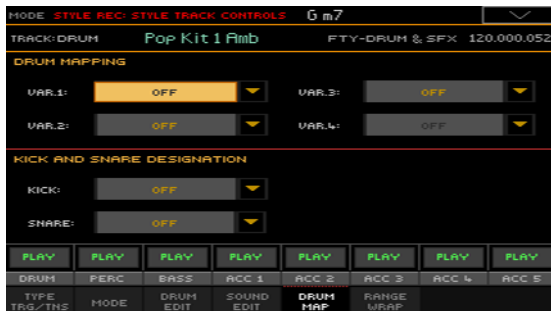 MODE STYLE REC: STYLE TRACK CONTROLS G m7
TRACK:DRUM Pop Kit 1 Amb FTY-DRUM & SFX 120.000.052
DRUM MAPPING
VAR.1: OFF VAR.3: OFF
VAR.2: OFF VAR.4: OFF
KICK AND SNARE DESIGNATION
KICK: OFF
SNARE: OFF
PLAY PLAY PLAY PLAY PLAY PLAY PLAY PLAY
DRUM PERC BASS ACC 1 ACC 2 ACC 3 ACC 4 ACC 5
TYPE TRG/TNS MODE DRUM EDIT SOUND EDIT DRUM MAP RANGE WRAP